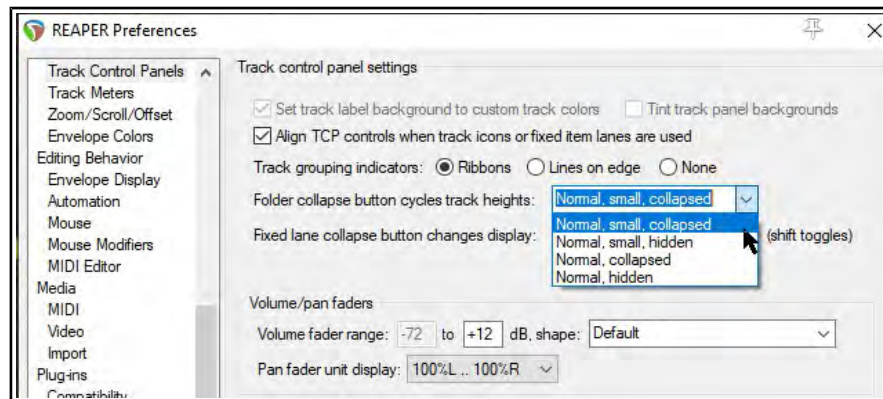 REAPER Preferences
Track Control Panels
Track Meters
Zoom/Scroll/Offset
Envelope Colors
Editing Behavior
Envelope Display
Automation
Mouse
Mouse Modifiers
MIDI Editor
Media
MIDI
Video
Import
Plug-ins
Compatibility
Track control panel settings
Set track label background to custom track colors Tint track panel backgrounds
Align TCP controls when track icons or fixed item lanes are used
Track grouping indicators: Ribbons Lines on edge None
Folder collapse button cycles track heights: Normal, small, collapsed
Normal, small, collapsed
Fixed lane collapse button changes display: (shift toggles)
Normal, small, hidden
Normal, collapsed
Normal, hidden
Volume/pan faders
Volume fader range: -72 to +12 dB, shape: Default
Pan fader unit display: 100%L .. 100%R